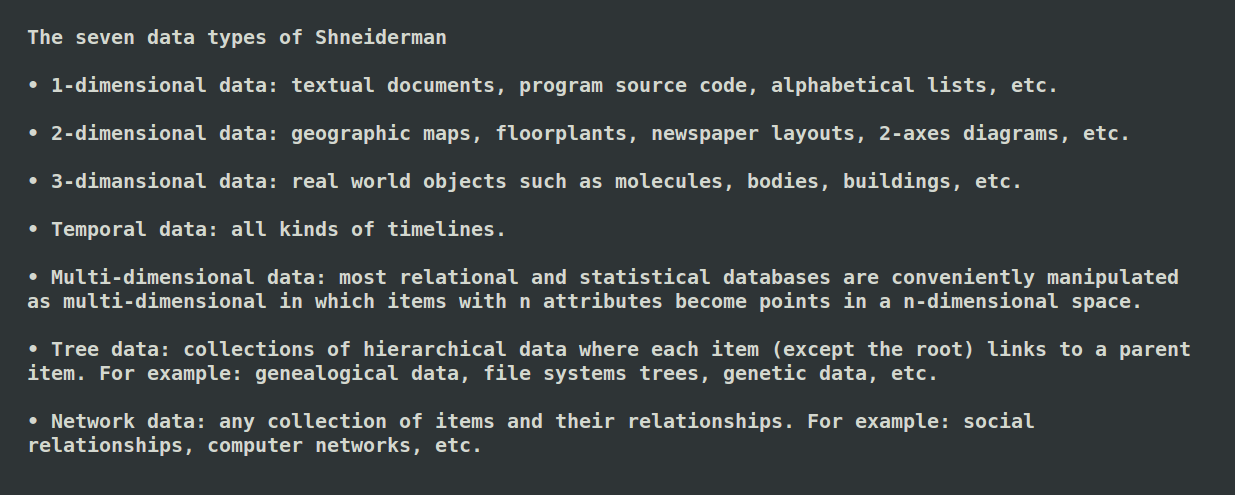 The seven data types of Shneiderman
• 1-dimensional data: textual documents, program source code, alphabetical lists, etc.
• 2-dimensional data: geographic maps, floorplants, newspaper layouts, 2-axes diagrams, etc.
• 3-dimansional data: real world objects such as molecules, bodies, buildings, etc.
• Temporal data: all kinds of timelines.
• Multi-dimensional data: most relational and statistical databases are conveniently manipulated
as multi-dimensional in which items with n attributes become points in a n-dimensional space.
• Tree data: collections of hierarchical data where each item (except the root) links to a parent
item. For example: genealogical data, file systems trees, genetic data, etc.
• Network data: any collection of items and their relationships. For example: social
relationships, computer networks, etc.